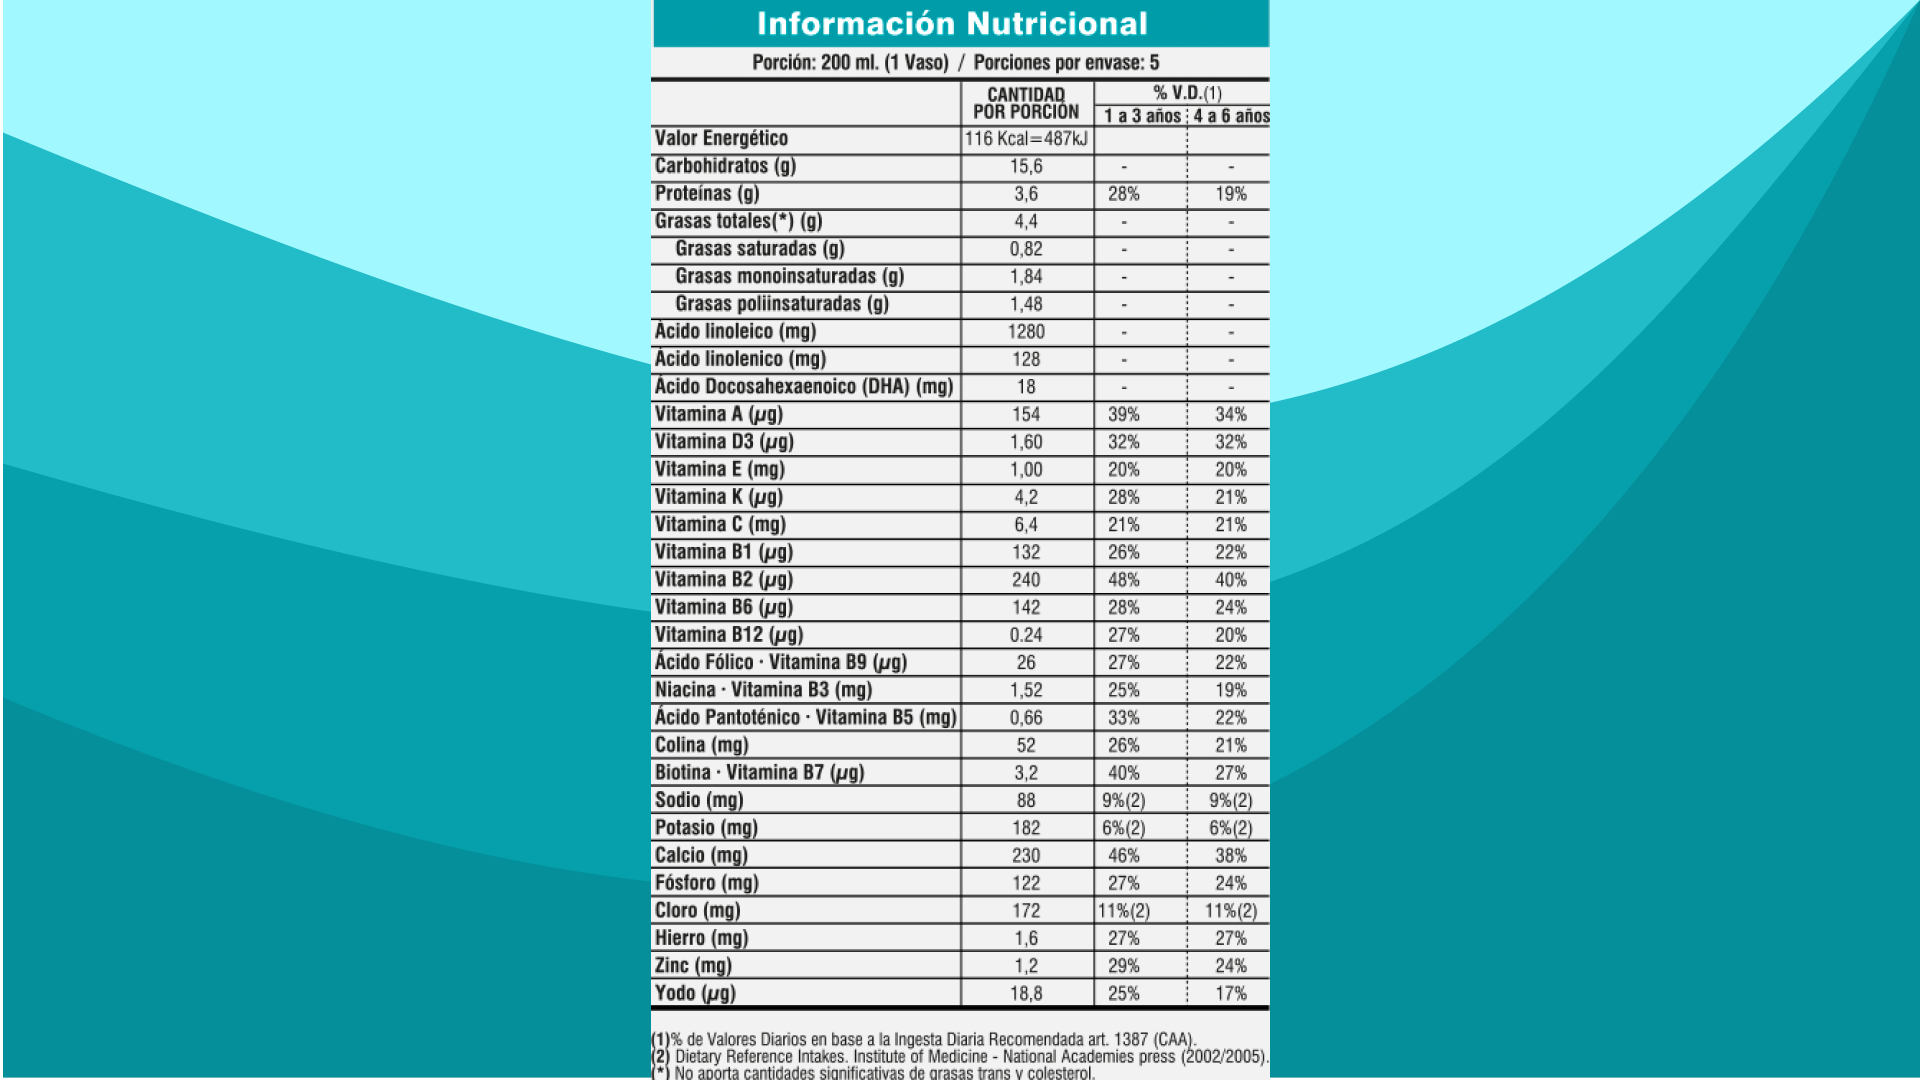 Información Nutricional
Porción: 200 ml. (1 Vaso) / Porciones por envase: 5
CANTIDAD POR PORCIÓN % V.D.(1)
1 a 3 años 4 a 6 años
Valor Energético 116 Kcal=487kJ
Carbohidratos (g) 15,6 - -
Proteínas (g) 3,6 28% 19%
Grasas totales(*) (g) 4,4 - -
Grasas saturadas (g) 0,82 - -
Grasas monoinsaturadas (g) 1,84 - -
Grasas poliinsaturadas (g) 1,48 - -
Ácido linoleico (mg) 1280 - -
Ácido linolenico (mg) 128 - -
Ácido Docosahexaenoico (DHA) (mg) 18 - -
Vitamina A (µg) 154 39% 34%
Vitamina D3 (µg) 1,60 32% 32%
Vitamina E (mg) 1,00 20% 20%
Vitamina K (µg) 4,2 28% 21%
Vitamina C (mg) 6,4 21% 21%
Vitamina B1 (µg) 132 26% 22%
Vitamina B2 (µg) 240 48% 40%
Vitamina B6 (µg) 142 28% 24%
Vitamina B12 (µg) 0.24 27% 20%
Ácido Fólico · Vitamina B9 (µg) 26 27% 22%
Niacina · Vitamina B3 (mg) 1,52 25% 19%
Ácido Pantoténico · Vitamina B5 (mg) 0,66 33% 22%
Colina (mg) 52 26% 21%
Biotina · Vitamina B7 (µg) 3,2 40% 27%
Sodio (mg) 88 9%(2) 9%(2)
Potasio (mg) 182 6%(2) 6%(2)
Calcio (mg) 230 46% 38%
Fósforo (mg) 122 27% 24%
Cloro (mg) 172 11%(2) 11%(2)
Hierro (mg) 1,6 27% 27%
Zinc (mg) 1,2 29% 24%
Yodo (µg) 18,8 25% 17%
(1)% de Valores Diarios en base a la Ingesta Diaria Recomendada art. 1387 (CAA).
(2) Dietary Reference Intakes. Institute of Medicine - National Academies press (2002/2005).
(*) No aporta cantidades significativas de grasas trans y colesterol.